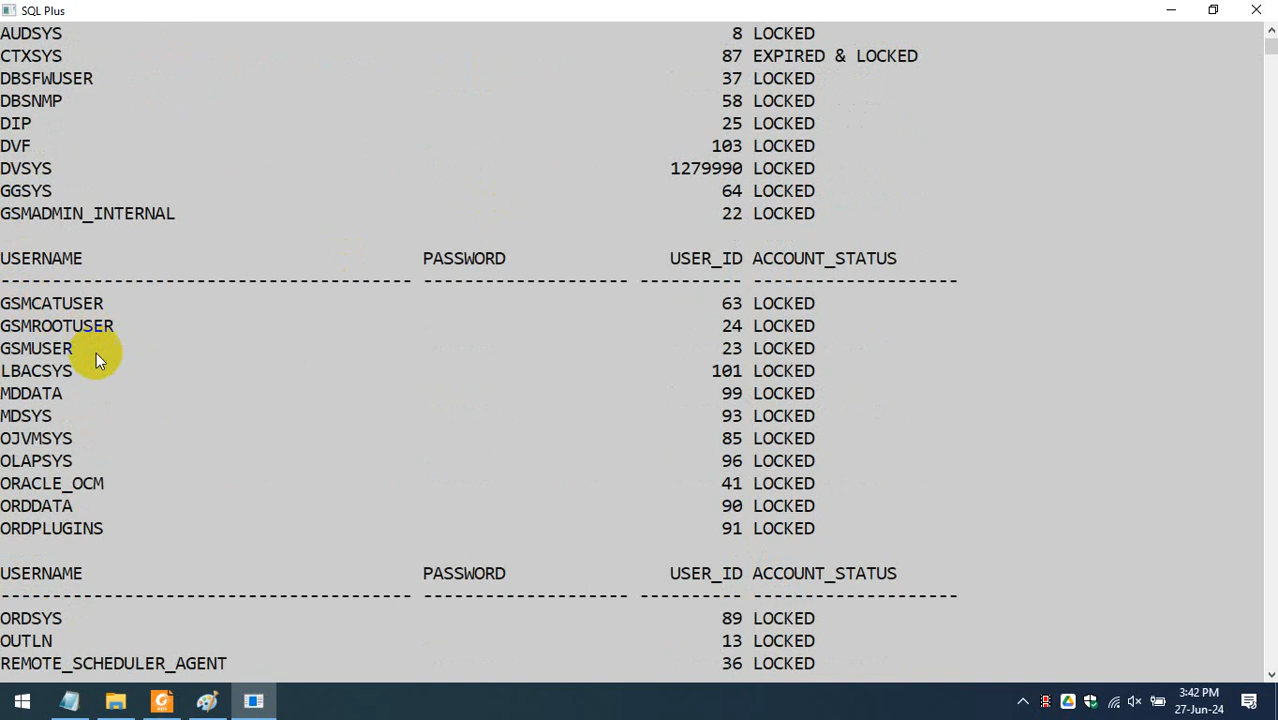 SQL Plus
AUDSYS 8 LOCKED
CTXSYS 87 EXPIRED & LOCKED
DBSFWUSER 37 LOCKED
DBSNMP 58 LOCKED
DIP 25 LOCKED
DVF 103 LOCKED
DVSYS 1279990 LOCKED
GGSYS 64 LOCKED
GSMADMIN_INTERNAL 22 LOCKED
USERNAME PASSWORD USER_ID ACCOUNT_STATUS
---------------------------------------- -------------------- ---------- --------------------
GSMCATUSER 63 LOCKED
GSMROOTUSER 24 LOCKED
GSMUSER 23 LOCKED
LBACSYS 101 LOCKED
MDDATA 99 LOCKED
MDSYS 93 LOCKED
OJVMSYS 85 LOCKED
OLAPSYS 96 LOCKED
ORACLE_OCM 41 LOCKED
ORDDATA 90 LOCKED
ORDPLUGINS 91 LOCKED
USERNAME PASSWORD USER_ID ACCOUNT_STATUS
---------------------------------------- -------------------- ---------- --------------------
ORDSYS 89 LOCKED
OUTLN 13 LOCKED
REMOTE_SCHEDULER_AGENT 36 LOCKED
3:42 PM
27-Jun-24